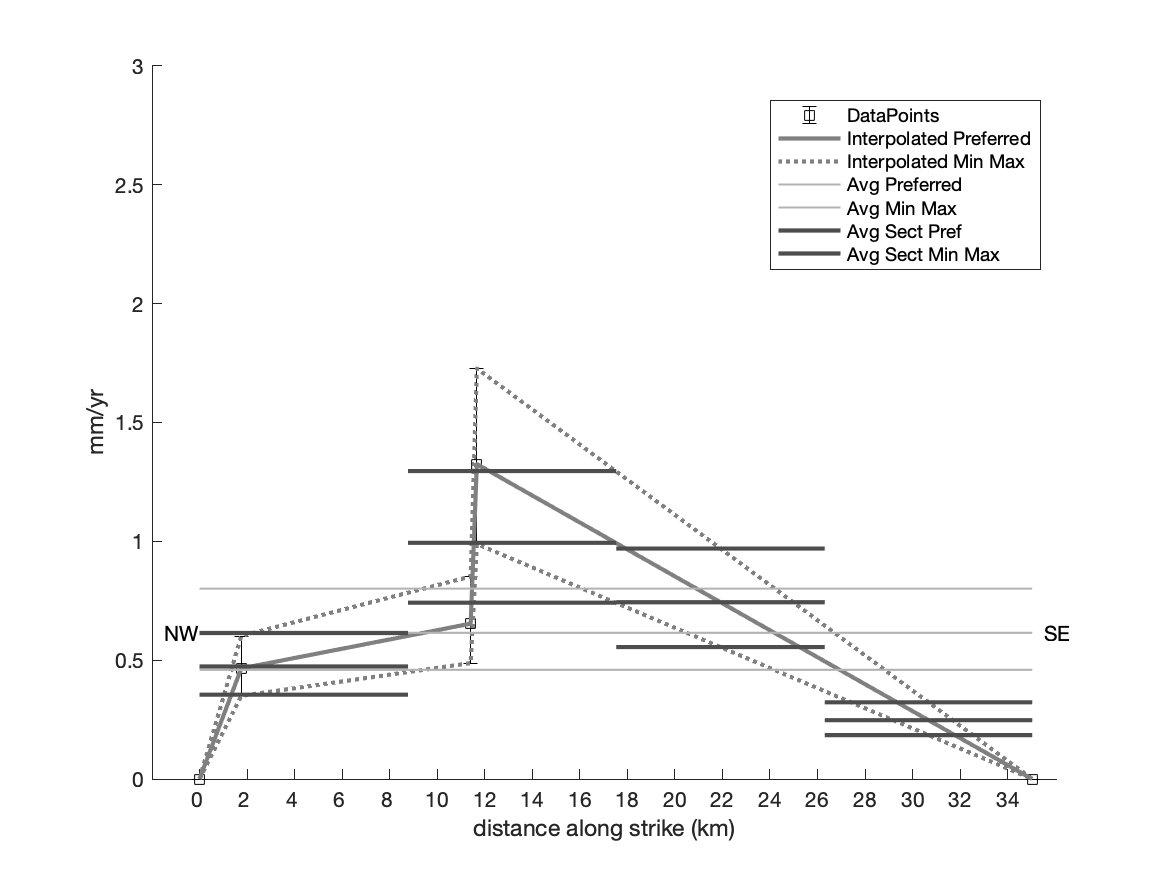 3
2.5
2
1.5
1
0.5
0
mm/yr
DataPoints
Interpolated Preferred
Interpolated Min Max
Avg Preferred
Avg Min Max
Avg Sect Pref
Avg Sect Min Max
NW
SE
0 2 4 6 8 10 12 14 16 18 20 22 24 26 28 30 32 34
distance along strike (km)